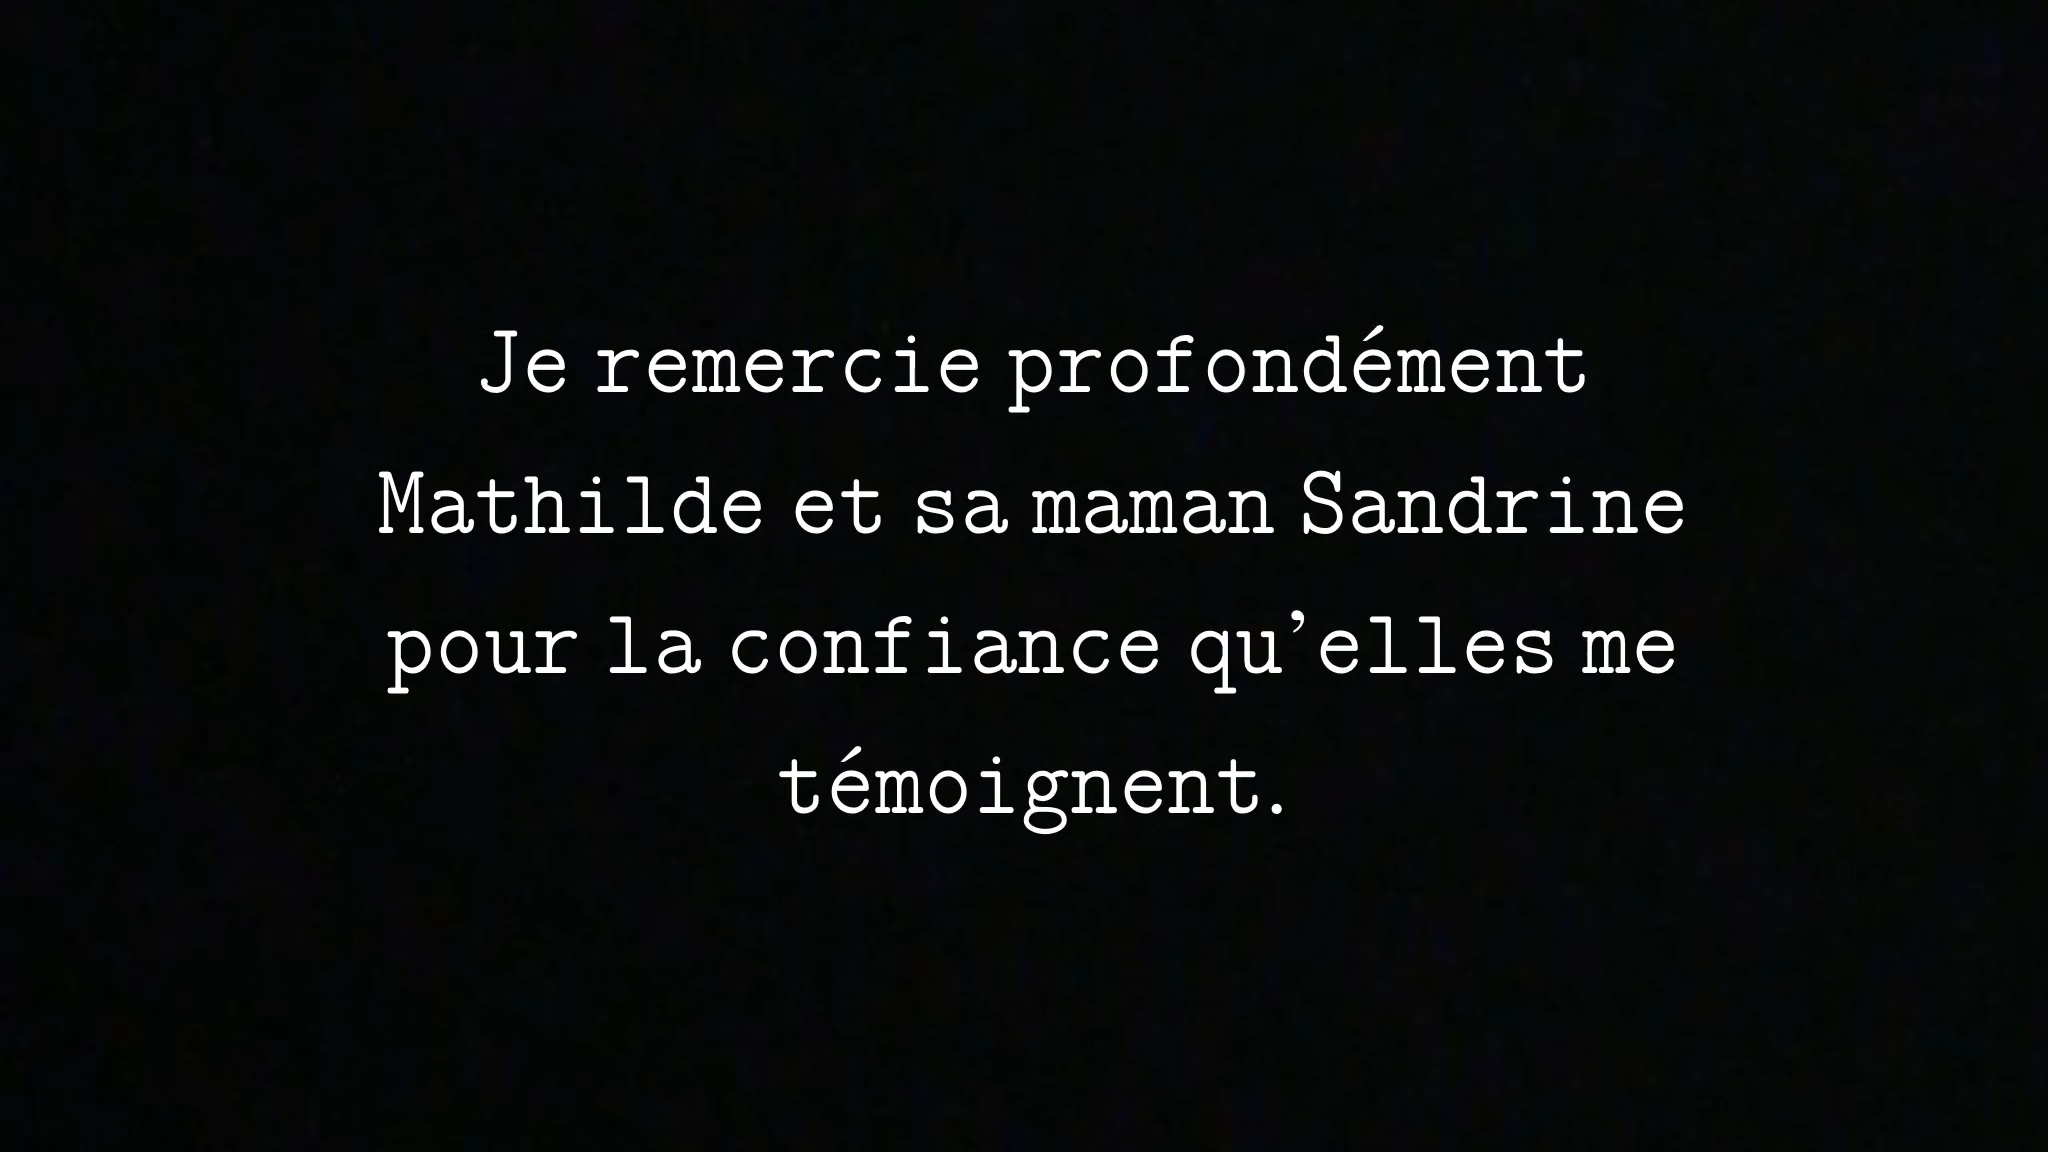 Je remercie profondément
Mathilde et sa maman Sandrine
pour la confiance qu’elles me
témoignent.